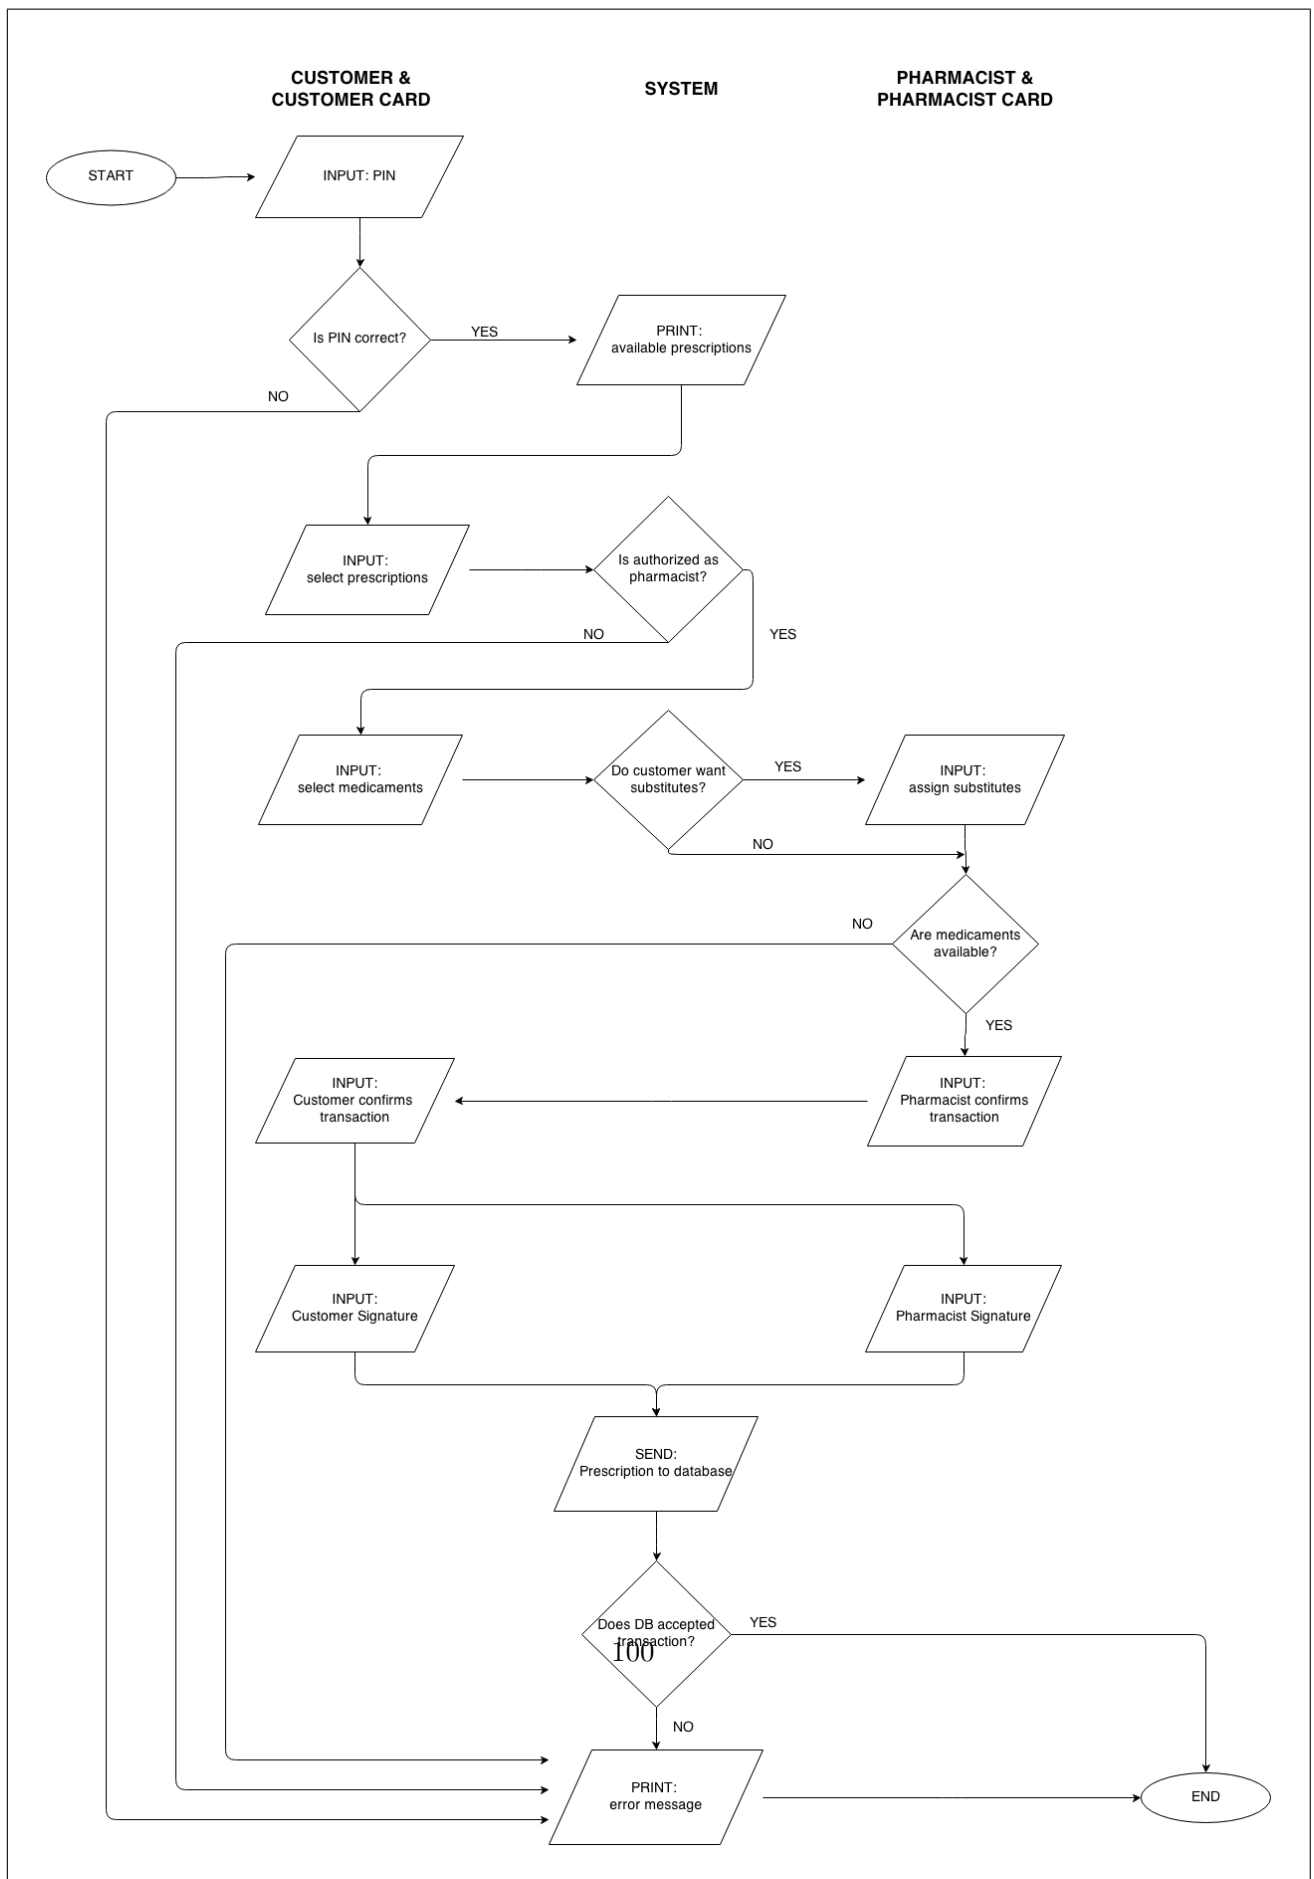 CUSTOMER &
CUSTOMER CARD
SYSTEM
PHARMACIST &
PHARMACIST CARD
START
INPUT: PIN
Is PIN correct?
YES
PRINT:
available prescriptions
NO
INPUT:
select prescriptions
Is authorized as
pharmacist?
NO
YES
INPUT:
select medicaments
Do customer want
substitutes?
YES
INPUT:
assign substitutes
NO
NO
Are medicaments
available?
YES
INPUT:
Customer confirms
transaction
INPUT:
Pharmacist confirms
transaction
INPUT:
Customer Signature
INPUT:
Pharmacist Signature
SEND:
Prescription to database
Does DB accepted
transaction?
YES
100
NO
PRINT:
error message
END